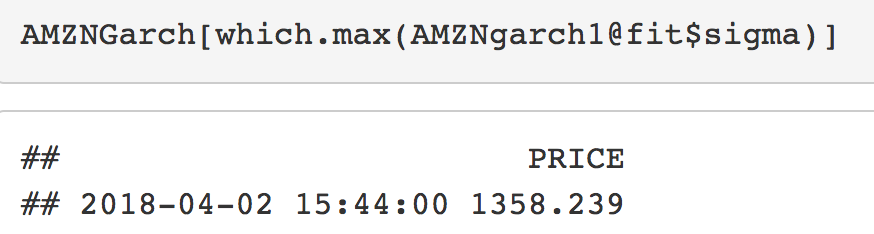 AMZNGarch[which.max(AMZNgarch1@fit$sigma)]
##                             PRICE
## 2018-04-02 15:44:00 1358.239